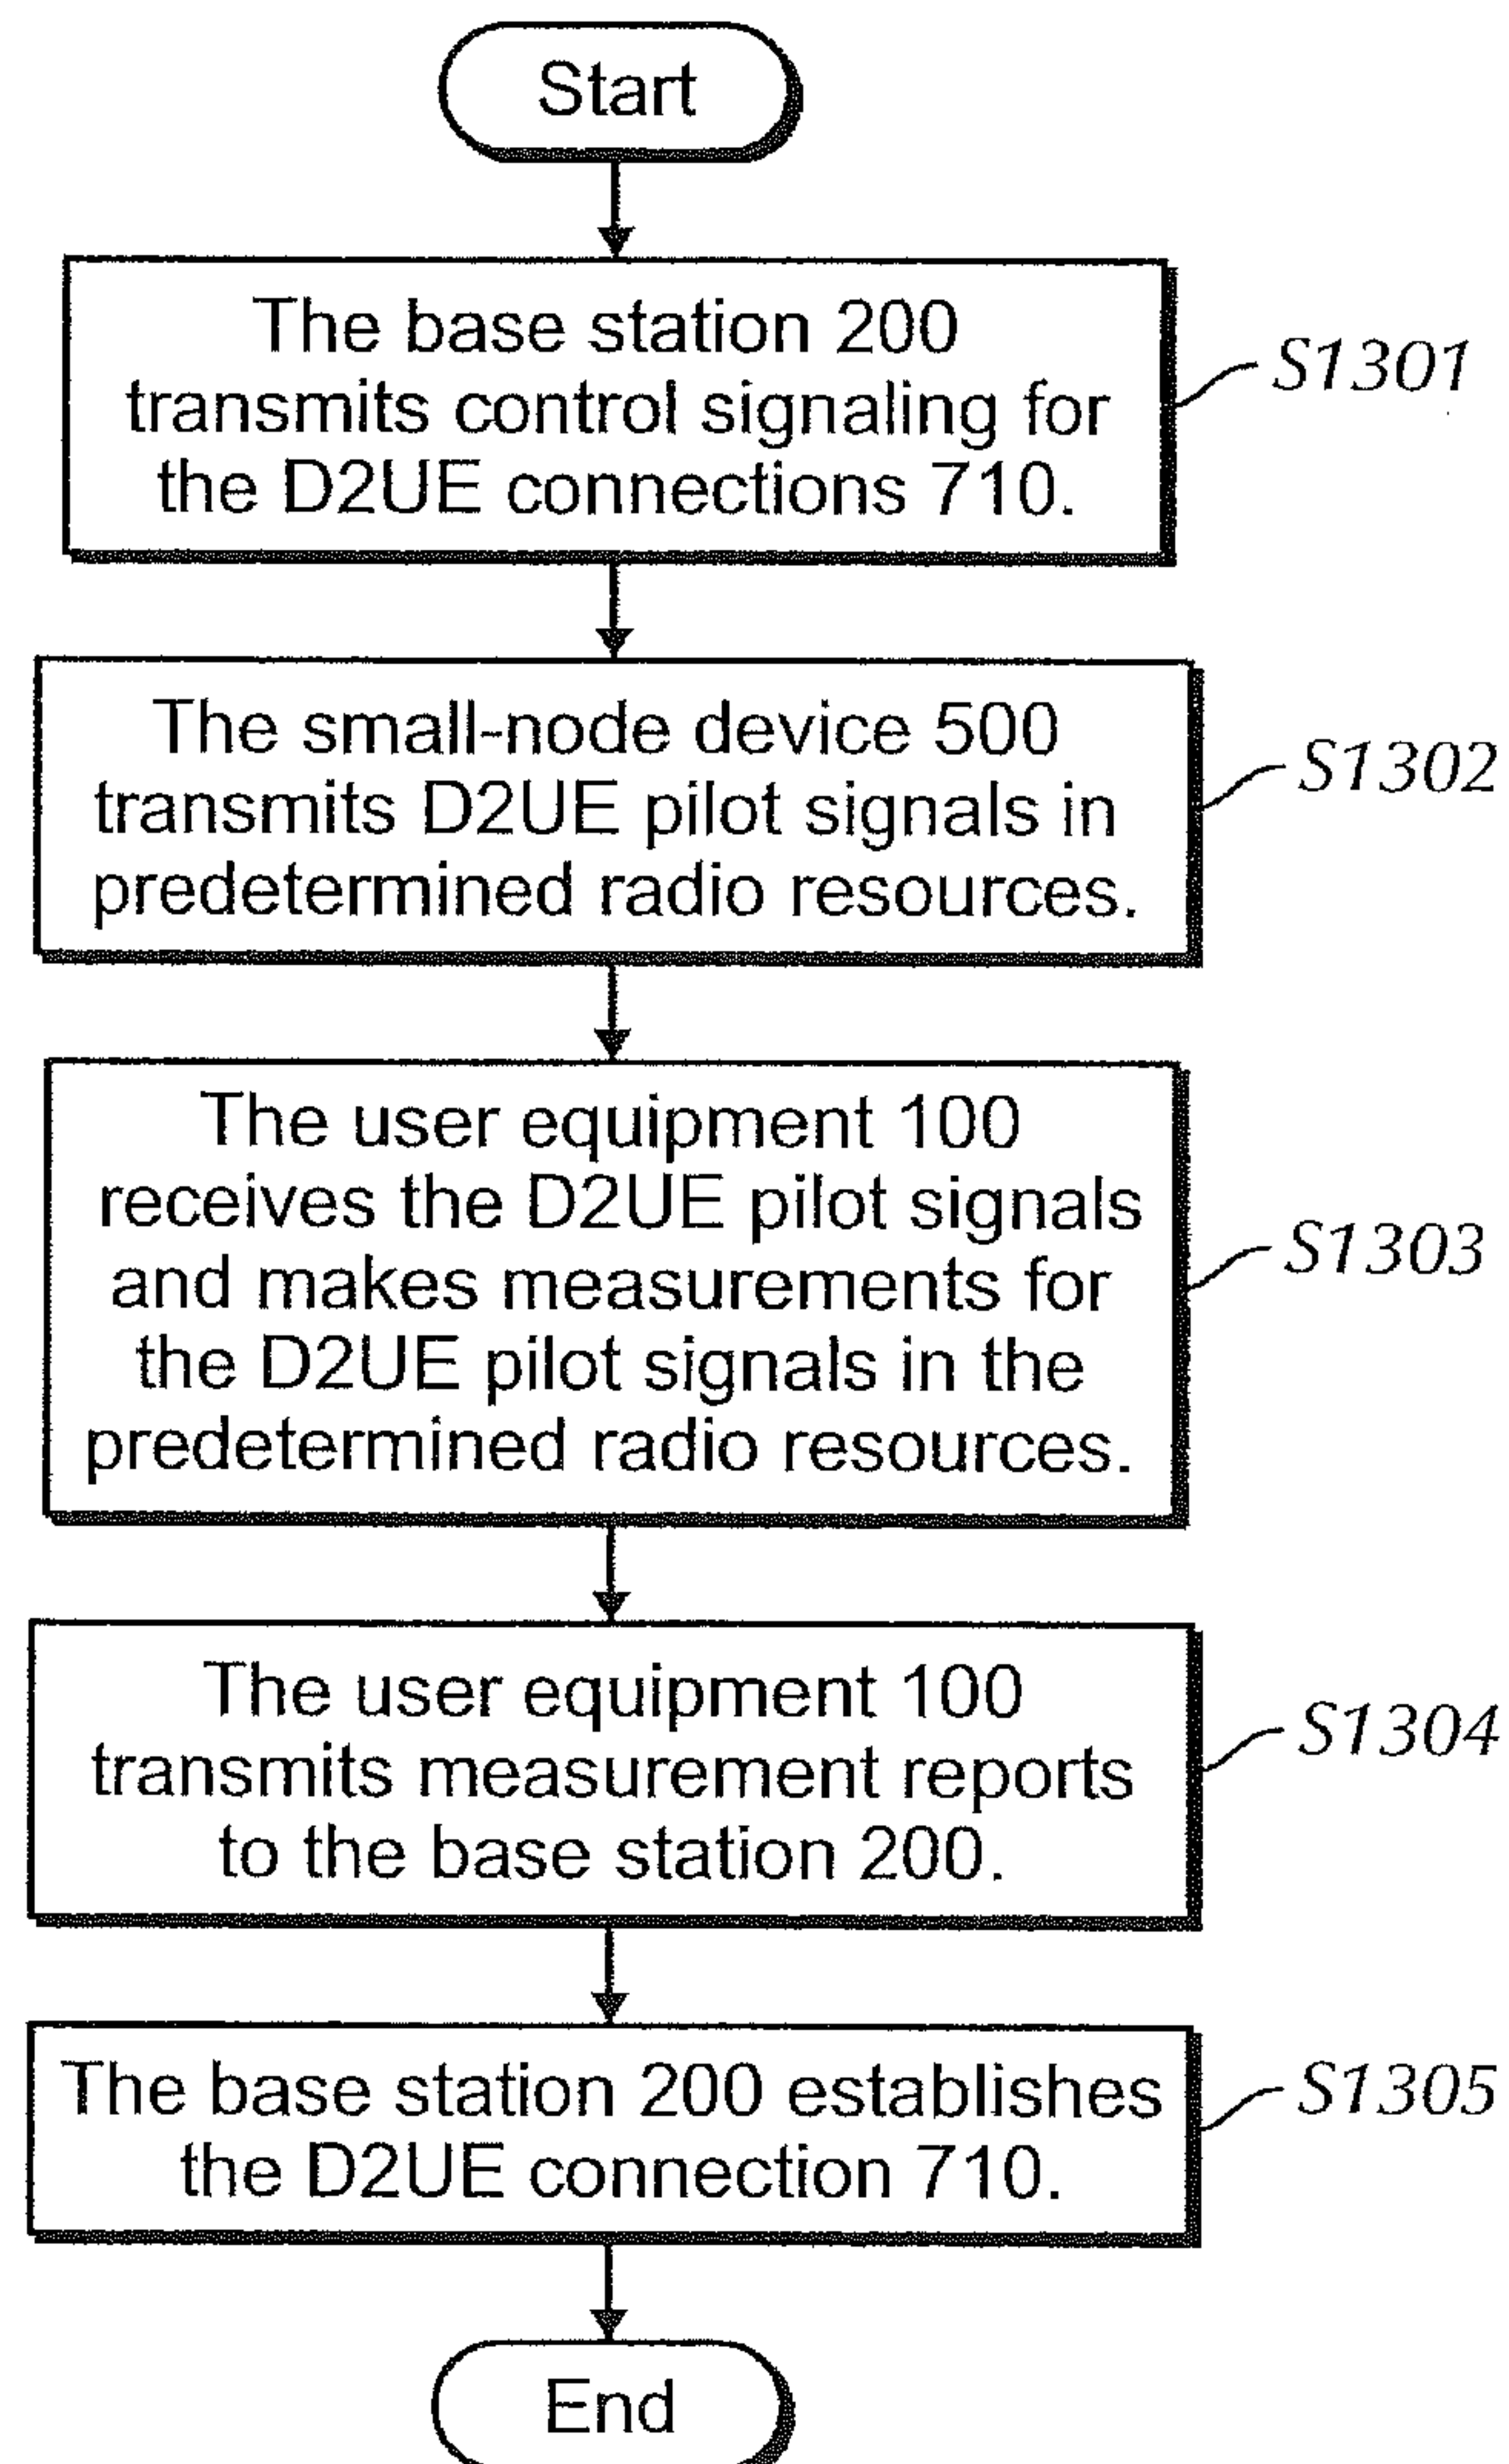 Start
The base station 200
transmits control signaling for
the D2UE connections 710.
S1301
The small-node device 500
transmits D2UE pilot signals in
predetermined radio resources.
S1302
The user equipment 100
receives the D2UE pilot signals
and makes measurements for
the D2UE pilot signals in the
predetermined radio resources.
S1303
The user equipment 100
transmits measurement reports
to the base station 200.
S1304
The base station 200 establishes
the D2UE connection 710.
S1305
End